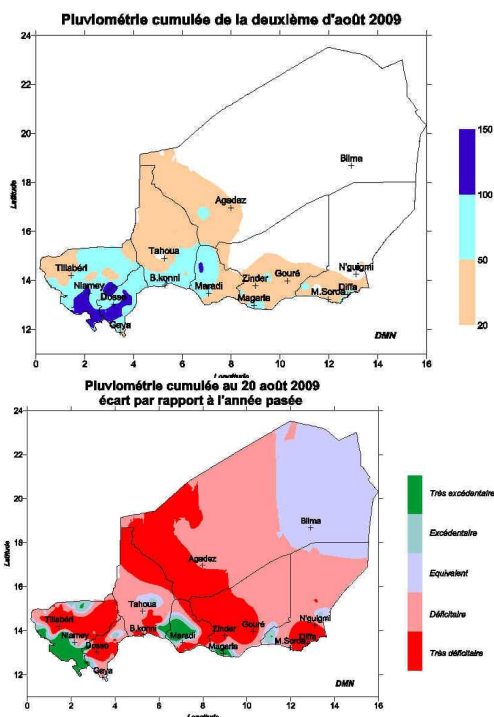 Pluviométrie cumulée de la deuxième d'août 2009
24
22
20
18
16
14
12
Latitude
0 2 4 6 8 10 12 14 16
Longitude
Bilma
Agadez
Tahoua
Tillabéri
Niamey
Dosso
Gaya
B.konni
Maradi
Zinder
Gouré
Magaria
N'guigmi
Diffa
M.Soroa
DMN
150
100
50
20
Pluviométrie cumulée au 20 août 2009
écart par rapport à l'année pasée
24
22
20
18
16
14
12
Latitude
0 2 4 6 8 10 12 14 16
Longitude
Bilma
Agadez
Tahoua
Tillabéri
Niamey
Dosso
Gaya
B.konni
Maradi
Zinder
Gouré
Magaria
N'guigmi
Diffa
M.Soroa
DMN
Très excédentaire
Excédentaire
Equivalent
Déficitaire
Très déficitaire